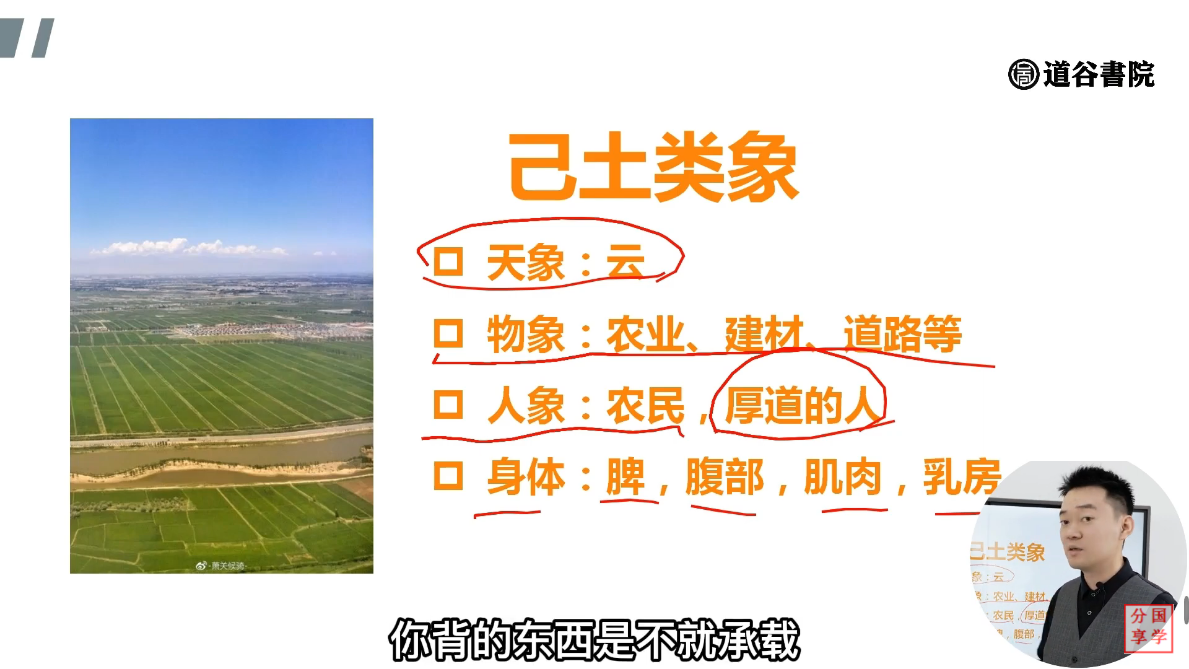 道谷書院
己土类象
天象：云
物象：农业、建材、道路等
人象：农民，厚道的人
身体：脾，腹部，肌肉，乳房
萧关候骑
己土类象
象：云
象：农业、建材、
：农民，厚道
：脾，腹部，
分国
享学
你背的东西是不就承载